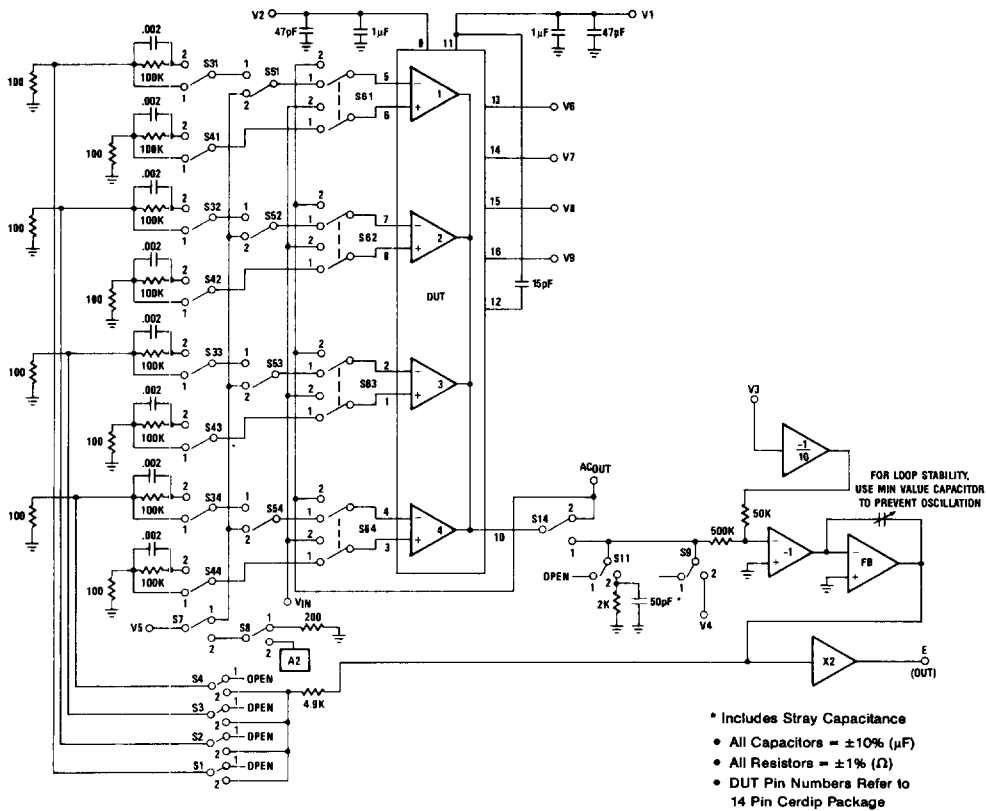 V2
47pF
1µF
9
11
1µF
47pF
V1
.002
100
100K
2
1
S31
1
2
S51
2
1
2
1
S61
5
6
1
13
V6
.002
100
100K
2
1
S41
14
V7
.002
100
100K
2
1
S32
1
2
S52
2
1
2
1
S62
7
8
2
15
V8
16
V9
.002
100
100K
2
1
S42
DUT
12
15pF
.002
100
100K
2
1
S33
1
2
S53
2
1
2
1
S63
2
1
3
.002
100
100K
2
1
S43
V3
-1
10
.002
100
100K
2
1
S34
1
2
S54
2
1
2
1
S64
4
3
4
10
S14
2
1
ACOUT
FOR LOOP STABILITY,
USE MIN VALUE CAPACITOR
TO PREVENT OSCILLATION
50K
500K
-1
FB
.002
100
100K
2
1
S44
OPEN
1
2
S11
2K
50pF *
S9
1
2
V4
VIN
V5
S7
1
2
S8
1
2
200
A2
X2
E
(OUT)
S4
1
2
OPEN
4.9K
S3
1
2
OPEN
S2
1
2
OPEN
S1
1
2
OPEN
* Includes Stray Capacitance
• All Capacitors = ±10% (µF)
• All Resistors = ±1% (Ω)
• DUT Pin Numbers Refer to
14 Pin Cerdip Package